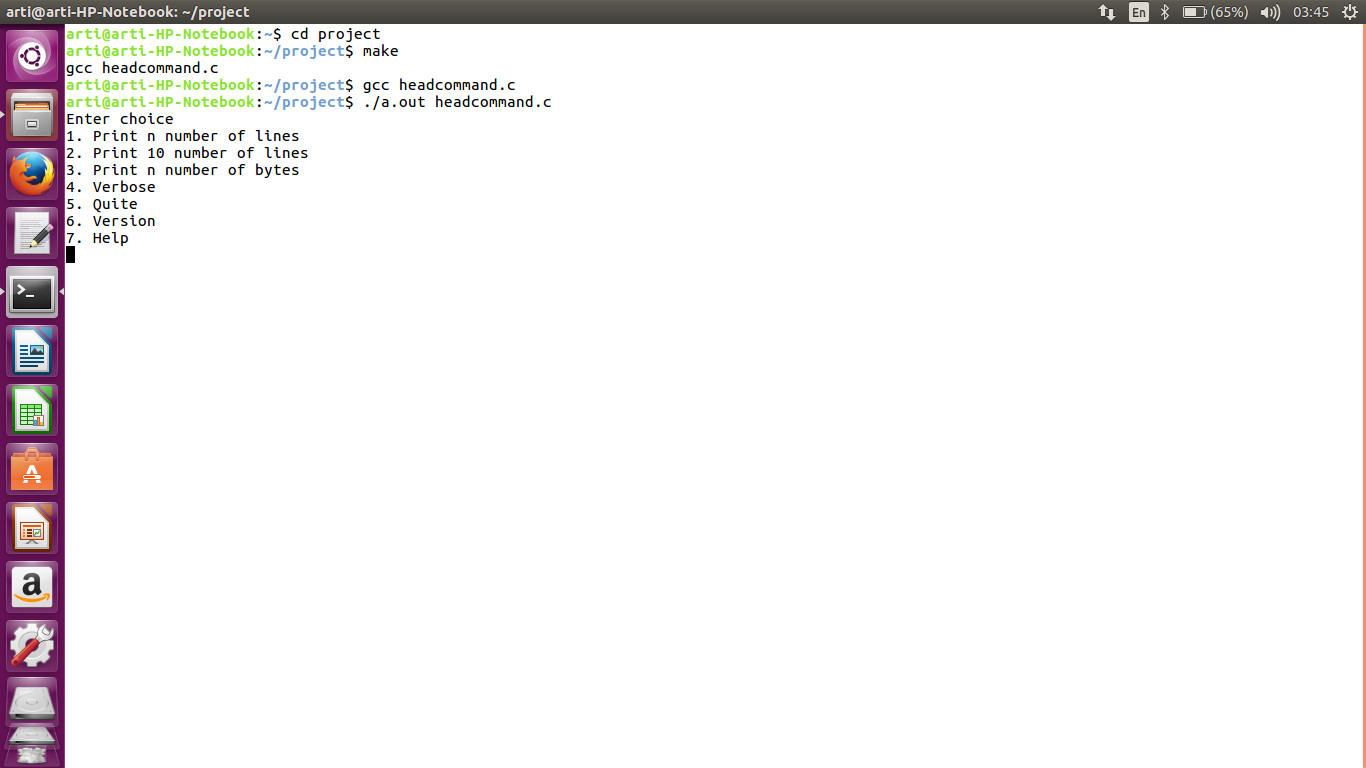 arti@arti-HP-Notebook: ~/project
En
(65%)
03:45
arti@arti-HP-Notebook:~$ cd project
arti@arti-HP-Notebook:~/project$ make
gcc headcommand.c
arti@arti-HP-Notebook:~/project$ gcc headcommand.c
arti@arti-HP-Notebook:~/project$ ./a.out headcommand.c
Enter choice
1. Print n number of lines
2. Print 10 number of lines
3. Print n number of bytes
4. Verbose
5. Quite
6. Version
7. Help